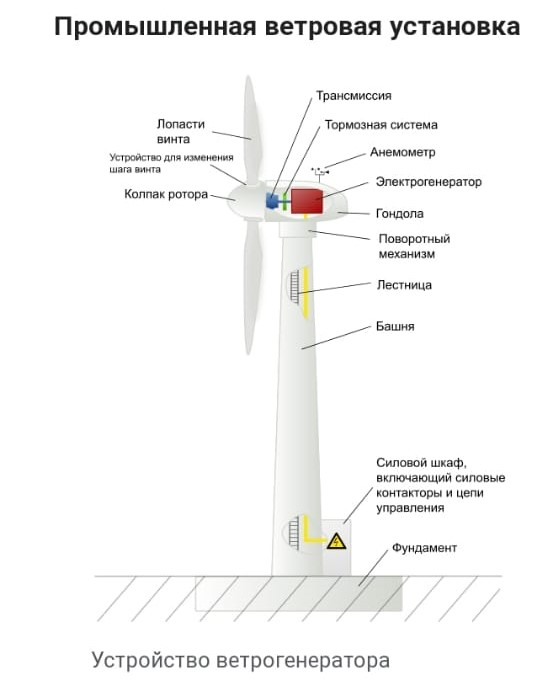 Промышленная ветровая установка
Трансмиссия
Лопасти
винта
Тормозная система
Анемометр
Устройство для изменения
шага винта
Электрогенератор
Колпак ротора
Гондола
Поворотный
механизм
Лестница
Башня
Силовой шкаф,
включающий силовые
контакторы и цепи
управления
Фундамент
Устройство ветрогенератора